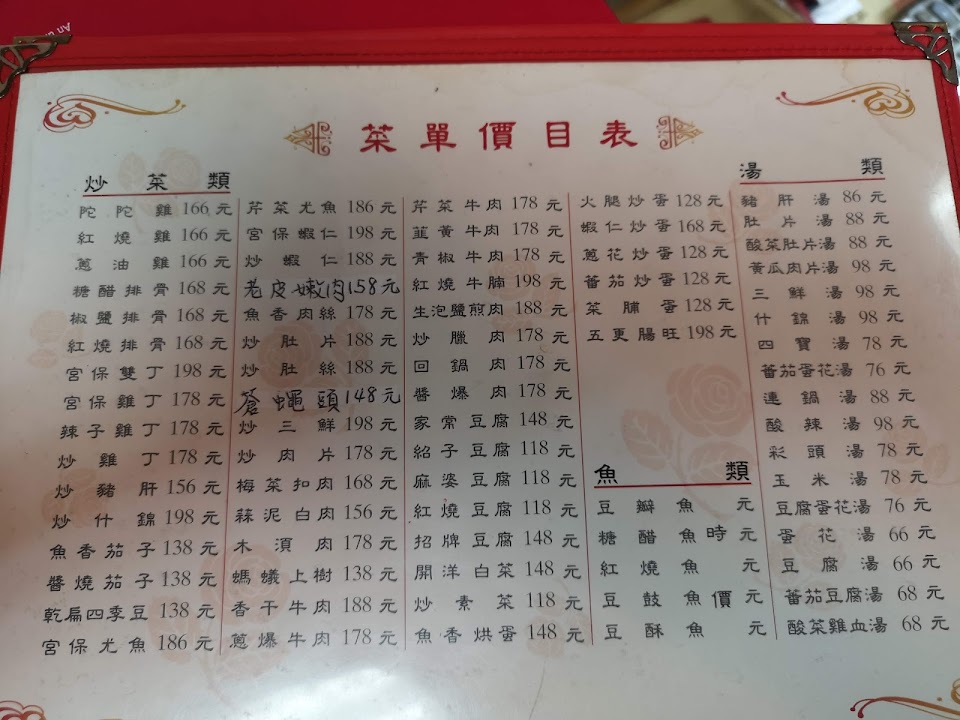 菜單價目表
炒菜類
陀陀雞 166元
紅燒雞 166元
蔥油雞 166元
糖醋排骨 168元
椒鹽排骨 168元
紅燒排骨 168元
宮保雙丁 198元
宮保雞丁 178元
辣子雞丁 178元
炒雞丁 178元
炒豬肝 156元
炒什錦 198元
魚香茄子 138元
醬燒茄子 138元
乾扁四季豆 138元
宮保尤魚 186元
芹菜尤魚 186元
宮保蝦仁 198元
炒蝦仁 188元
老皮嫩肉 158元
魚香肉絲 178元
炒肚片 188元
炒肚絲 188元
蒼蠅頭 148元
炒三鮮 198元
炒肉片 178元
梅菜扣肉 168元
蒜泥白肉 156元
木須肉 178元
螞蟻上樹 138元
香干牛肉 188元
蔥爆牛肉 178元
芹菜牛肉 178元
韮黃牛肉 178元
青椒牛肉 178元
紅燒牛腩 198元
生泡鹽煎肉 188元
炒臘肉 178元
回鍋肉 178元
醬爆肉 178元
家常豆腐 148元
紹子豆腐 118元
麻婆豆腐 118元
紅燒豆腐 118元
招牌豆腐 148元
開洋白菜 148元
炒素菜 118元
魚香烘蛋 148元
火腿炒蛋 128元
蝦仁炒蛋 168元
蔥花炒蛋 128元
蕃茄炒蛋 128元
菜脯蛋 128元
五更腸旺 198元
魚類
豆瓣魚 元
糖醋魚 時 元
紅燒魚 元
豆鼓魚 價 元
豆酥魚 元
湯類
豬肝湯 86元
肚片湯 88元
酸菜肚片湯 88元
黃瓜肉片湯 98元
三鮮湯 98元
什錦湯 98元
四寶湯 78元
蕃茄蛋花湯 76元
連鍋湯 88元
酸辣湯 98元
彩頭湯 78元
玉米湯 78元
豆腐蛋花湯 76元
蛋花湯 66元
豆腐湯 66元
蕃茄豆腐湯 68元
酸菜雞血湯 68元